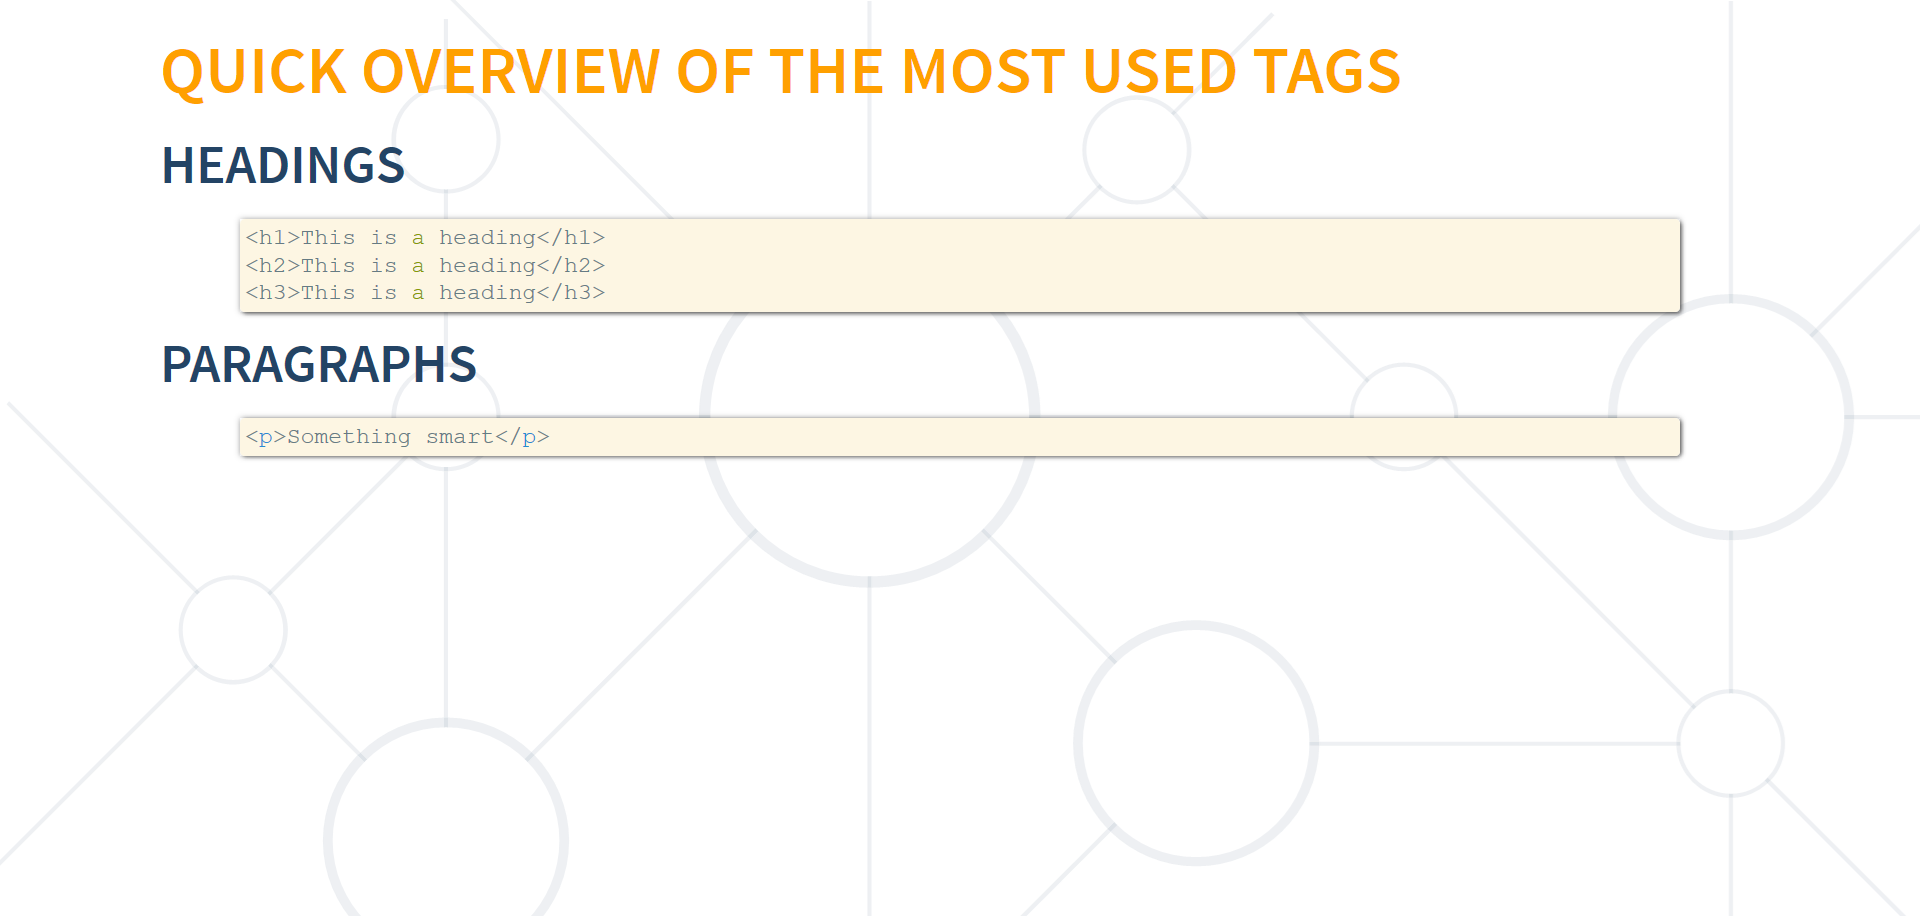 QUICK OVERVIEW OF THE MOST USED TAGS
HEADINGS
<h1>This is a heading</h1>
<h2>This is a heading</h2>
<h3>This is a heading</h3>
PARAGRAPHS
<p>Something smart</p>